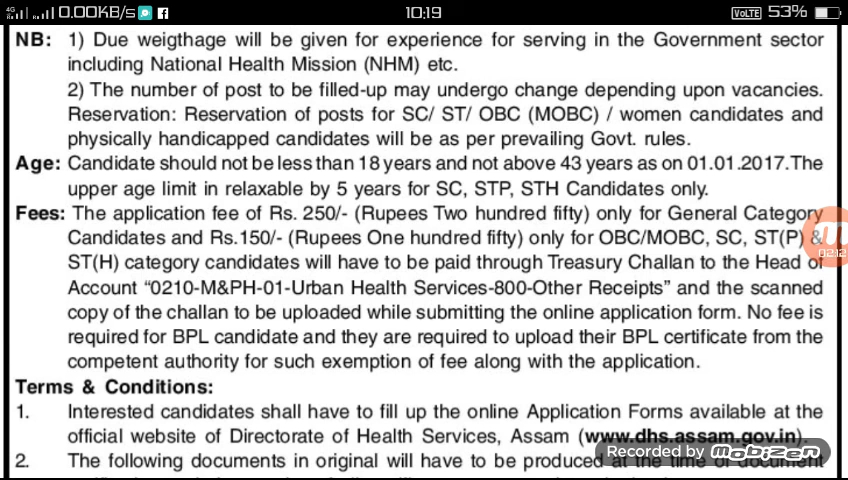 4G 0.00KB/s 10:19 VoLTE 53%
NB: 1) Due weigthage will be given for experience for serving in the Government sector
including National Health Mission (NHM) etc.
2) The number of post to be filled-up may undergo change depending upon vacancies.
Reservation: Reservation of posts for SC/ ST/ OBC (MOBC) / women candidates and
physically handicapped candidates will be as per prevailing Govt. rules.
Age: Candidate should not be less than 18 years and not above 43 years as on 01.01.2017.The
upper age limit in relaxable by 5 years for SC, STP, STH Candidates only.
Fees: The application fee of Rs. 250/- (Rupees Two hundred fifty) only for General Category
Candidates and Rs.150/- (Rupees One hundred fifty) only for OBC/MOBC, SC, ST(P) &
02:12
ST(H) category candidates will have to be paid through Treasury Challan to the Head of
Account “0210-M&PH-01-Urban Health Services-800-Other Receipts” and the scanned
copy of the challan to be uploaded while submitting the online application form. No fee is
required for BPL candidate and they are required to upload their BPL certificate from the
competent authority for such exemption of fee along with the application.
Terms & Conditions:
1. Interested candidates shall have to fill up the online Application Forms available at the
official website of Directorate of Health Services, Assam (www.dhs.assam.gov.in).
Recorded by mobizen
2. The following documents in original will have to be produced at the time of document